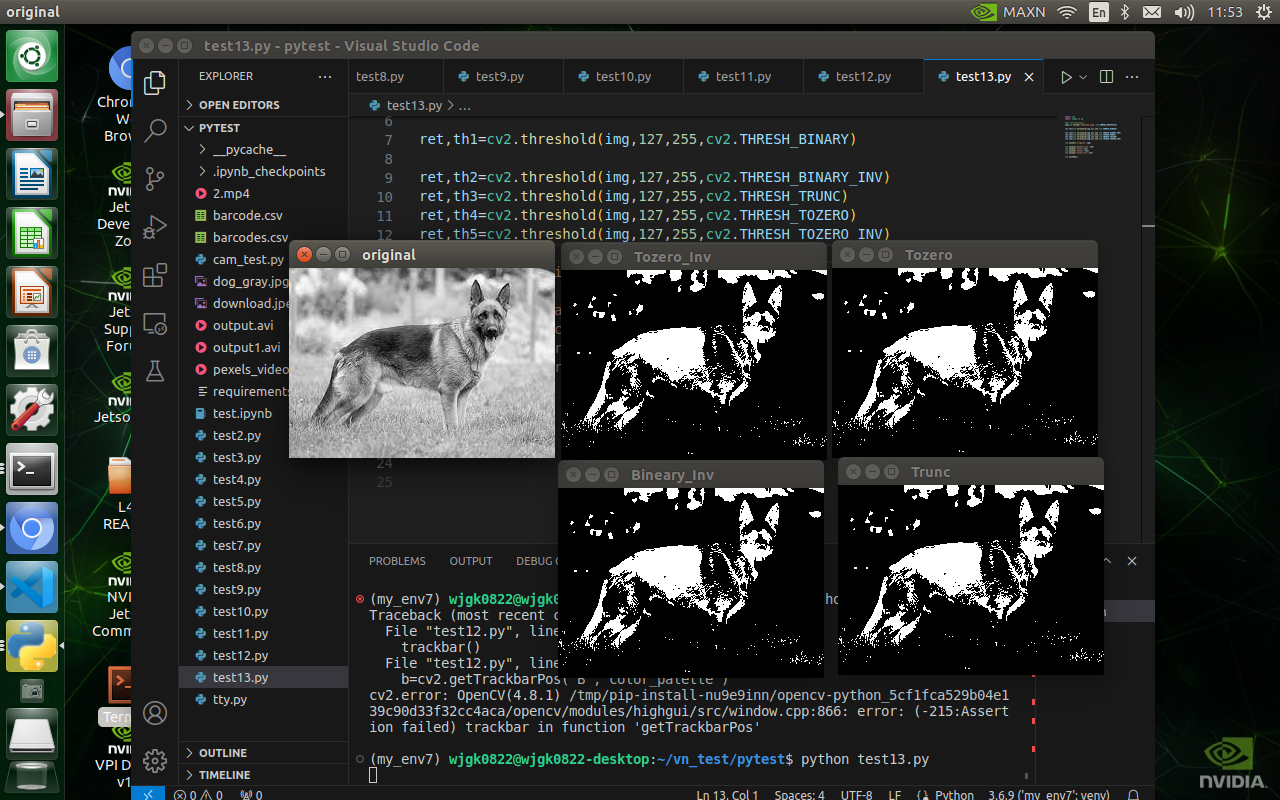 original
MAXN
En
11:53
test13.py - pytest - Visual Studio Code
EXPLORER
test8.py
test9.py
test10.py
test11.py
test12.py
test13.py
OPEN EDITORS
test13.py > ...
PYTEST
__pycache__
.ipynb_checkpoints
2.mp4
barcode.csv
barcodes.csv
cam_test.py
dog_gray.jpg
download.jpe
output.avi
output1.avi
pexels_video
requirements
test.ipynb
test2.py
test3.py
test4.py
test5.py
test6.py
test7.py
test8.py
test9.py
test10.py
test11.py
test12.py
test13.py
tty.py
OUTLINE
TIMELINE
6
7 ret,th1=cv2.threshold(img,127,255,cv2.THRESH_BINARY)
8
9 ret,th2=cv2.threshold(img,127,255,cv2.THRESH_BINARY_INV)
10 ret,th3=cv2.threshold(img,127,255,cv2.THRESH_TRUNC)
11 ret,th4=cv2.threshold(img,127,255,cv2.THRESH_TOZERO)
12 ret,th5=cv2.threshold(img,127,255,cv2.THRESH_TOZERO_INV)
24
25
original
Tozero_Inv
Tozero
Bineary_Inv
Trunc
PROBLEMS
OUTPUT
DEBUG
(my_env7) wjgk0822@wjgk0
Traceback (most recent c
File "test12.py", line
trackbar()
File "test12.py", line
b=cv2.getTrackbarPos('B','color_palette')
cv2.error: OpenCV(4.8.1) /tmp/pip-install-nu9e9inn/opencv-python_5cf1fca529b04e1
39c90d33f32cc4aca/opencv/modules/highgui/src/window.cpp:866: error: (-215:Assert
ion failed) trackbar in function 'getTrackbarPos'
(my_env7) wjgk0822@wjgk0822-desktop:~/vn_test/pytest$ python test13.py
0 0 0
Ln 13, Col 1
Spaces: 4
UTF-8
LF
Python
3.6.9 ('my_env7': venv)
Chro
We
Brow
Jet
Devel
Zo
Jet
Supp
Foru
Jetso
L4
REA
NVI
Jet
Comm
Term
VPI D
v1
NVIDIA